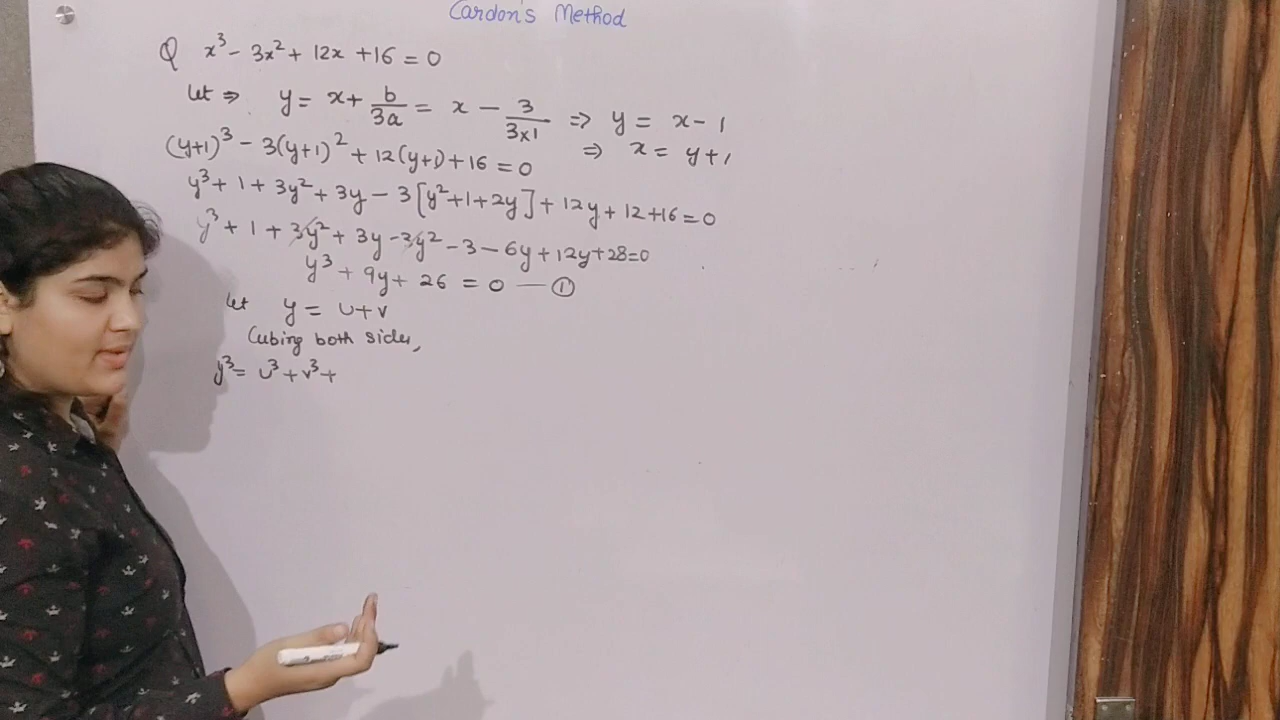 Cardon's Method
Q x³ - 3x² + 12x + 16 = 0
Let ⇒ y = x + b/3a = x - 3/3×1 ⇒ y = x - 1
⇒ x = y + 1
(y+1)³ - 3(y+1)² + 12(y+1) + 16 = 0
y³ + 1 + 3y² + 3y - 3[y² + 1 + 2y] + 12y + 12 + 16 = 0
y³ + 1 + 3y² + 3y - 3y² - 3 - 6y + 12y + 28 = 0
y³ + 9y + 26 = 0 — ①
let y = u + v
Cubing both sides,
y³ = u³ + v³ +